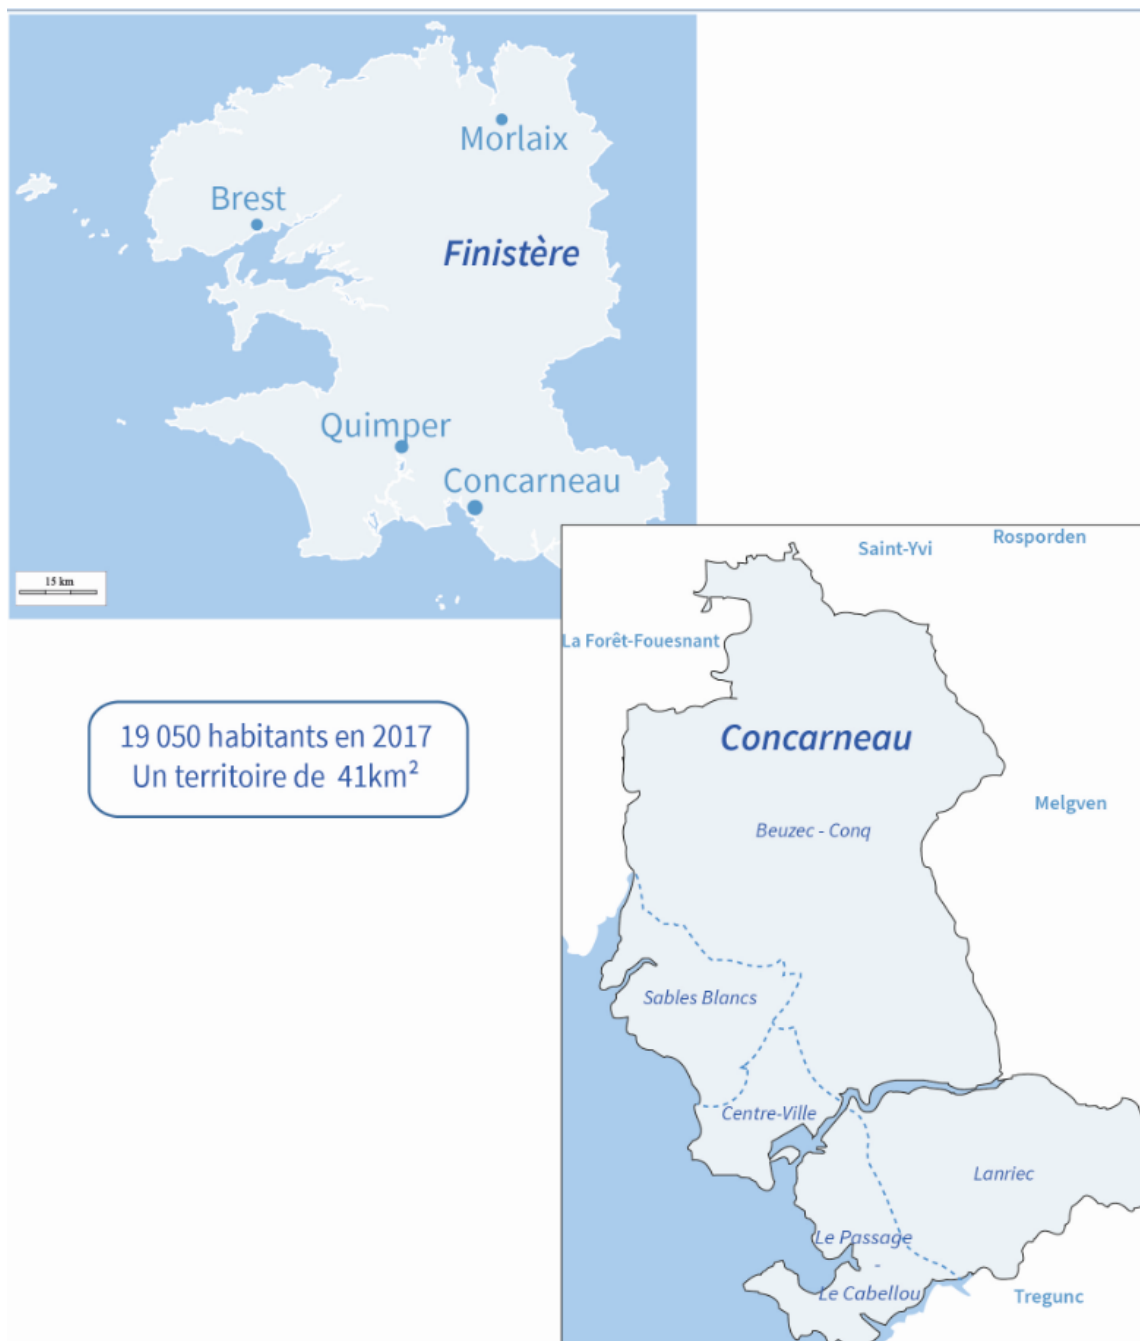 Morlaix
Brest
Finistère
Quimper
Concarneau
15 km
Saint-Yvi
Rosporden
La Forêt-Fouesnant
19 050 habitants en 2017
Un territoire de 41km²
Concarneau
Melgven
Beuzec - Conq
Sables Blancs
Centre-Ville
Lanriec
Le Passage
-
Le Cabellou
Tregunc